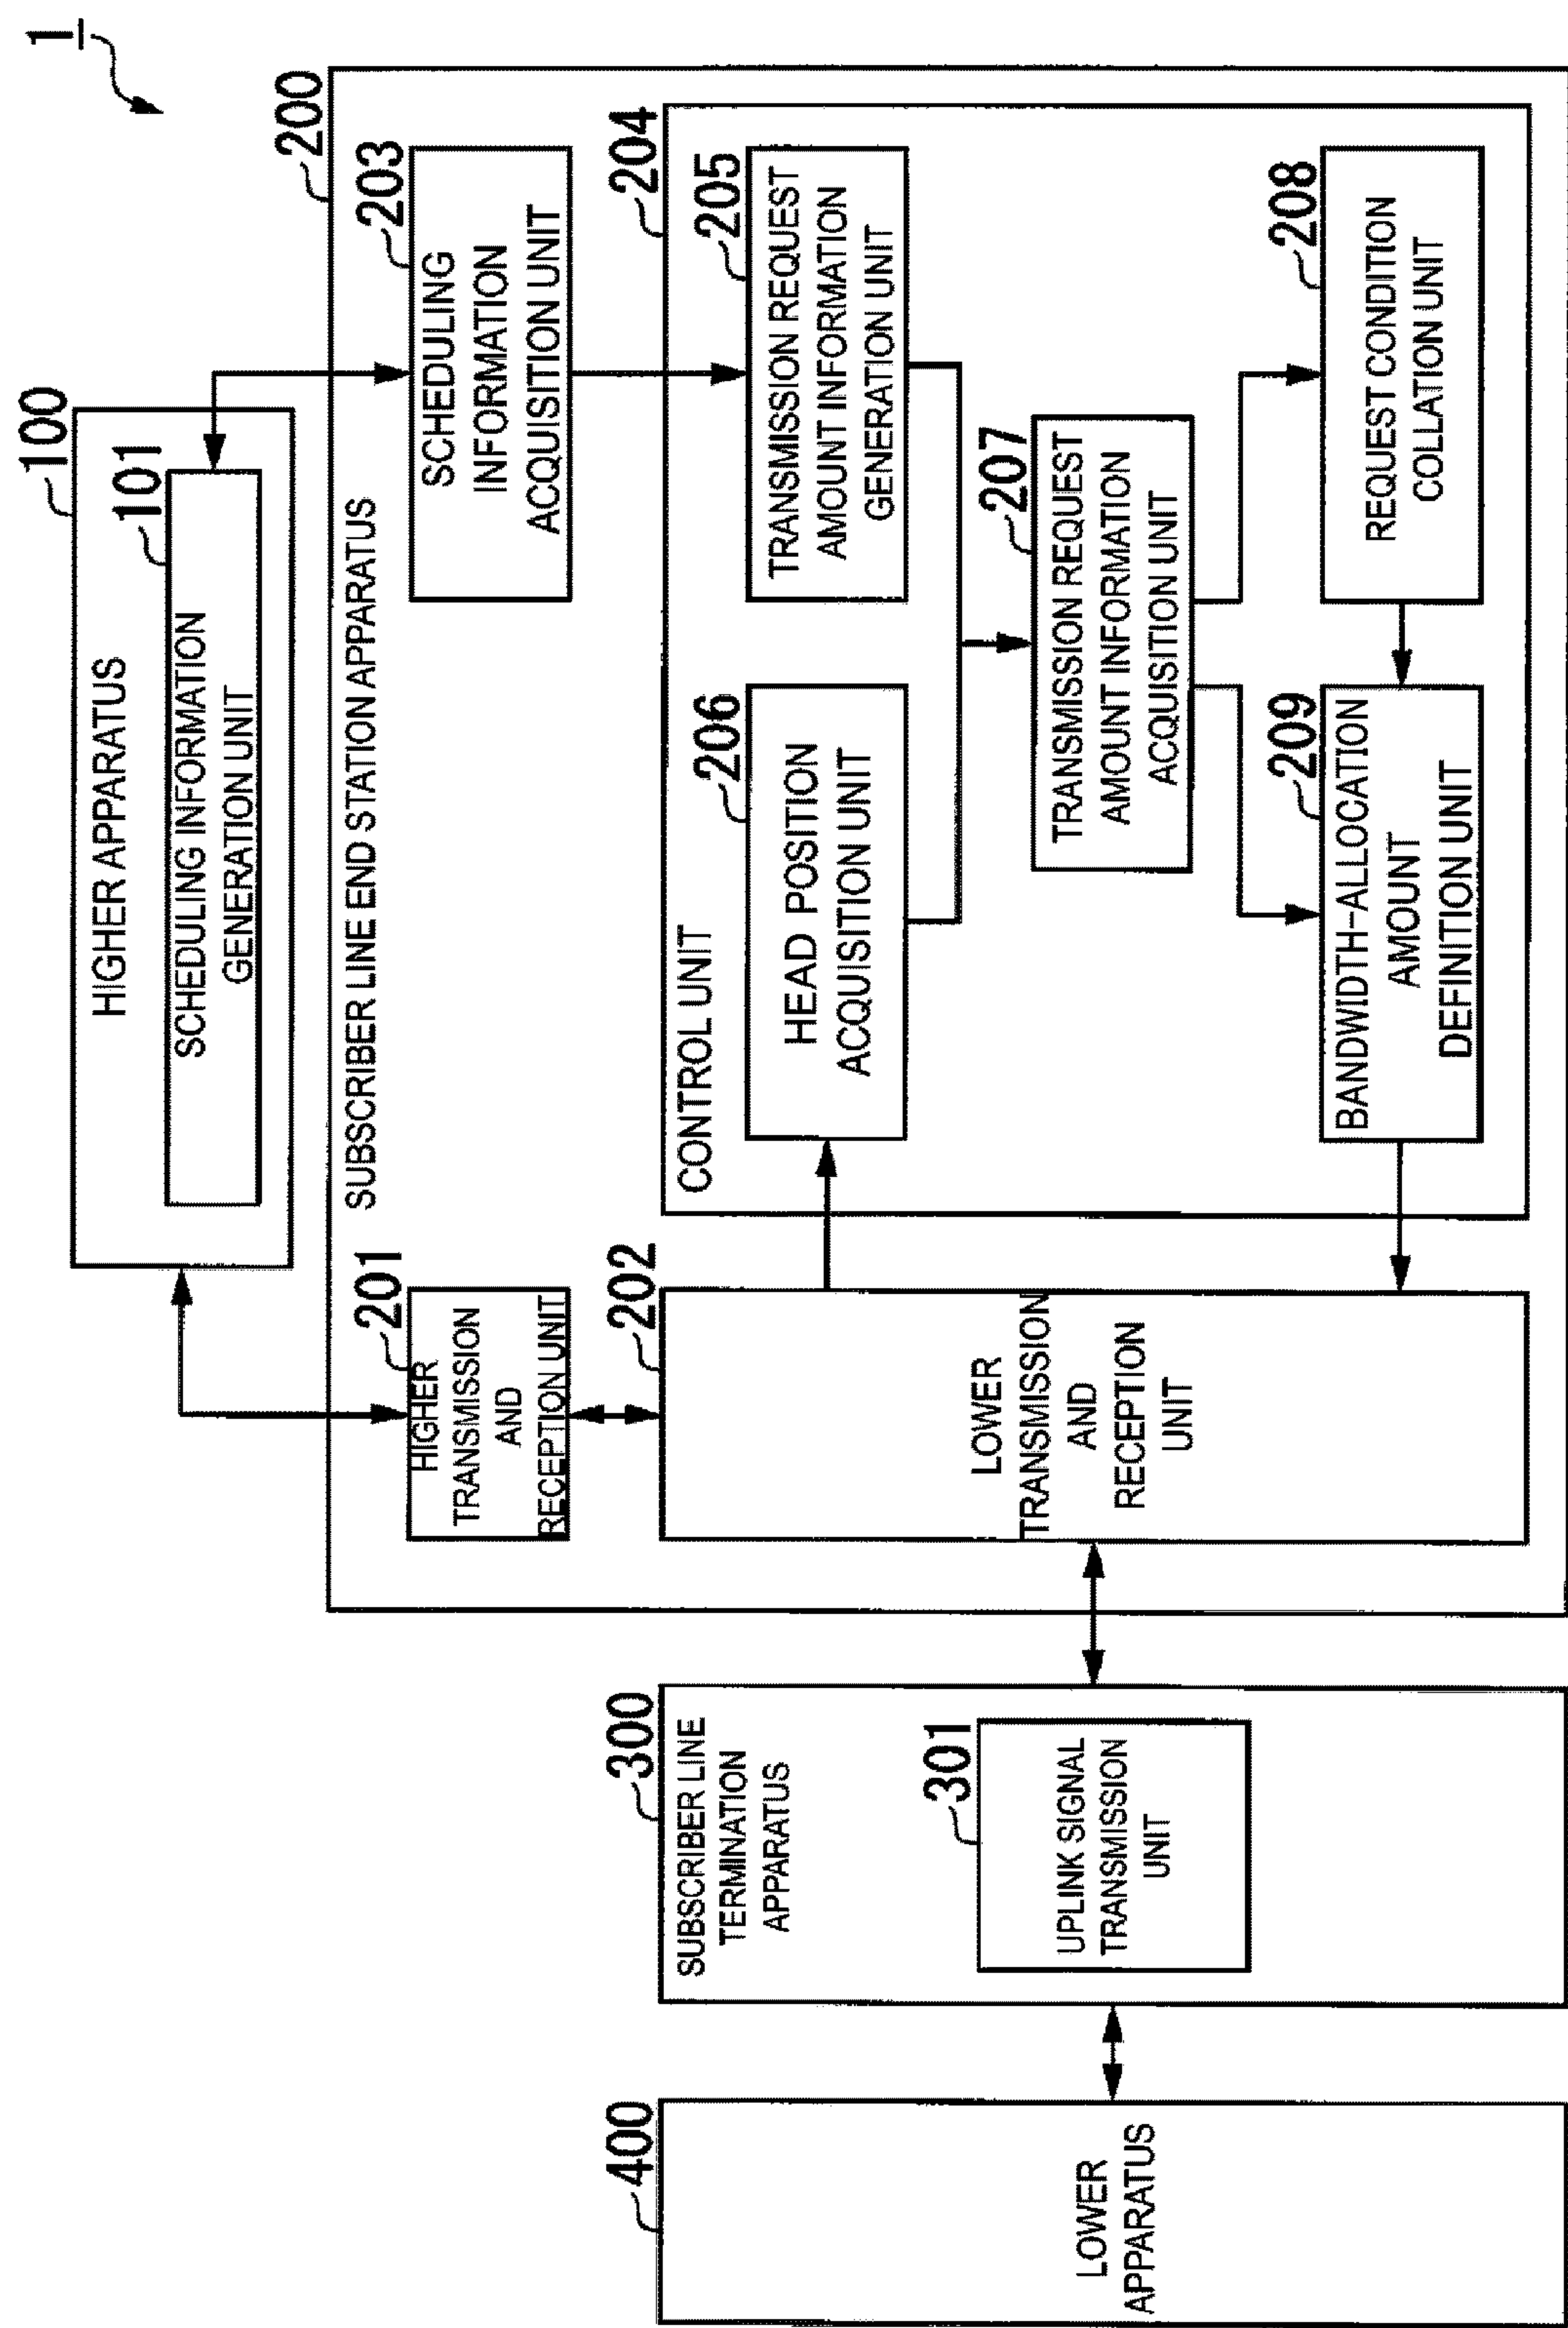 1
100
HIGHER APPARATUS
101
SCHEDULING INFORMATION
GENERATION UNIT
200
SUBSCRIBER LINE END STATION APPARATUS
201
HIGHER
TRANSMISSION
AND
RECEPTION UNIT
203
SCHEDULING
INFORMATION
ACQUISITION UNIT
202
LOWER
TRANSMISSION
AND
RECEPTION
UNIT
204
CONTROL UNIT
206
HEAD POSITION
ACQUISITION UNIT
205
TRANSMISSION REQUEST
AMOUNT INFORMATION
GENERATION UNIT
207
TRANSMISSION REQUEST
AMOUNT INFORMATION
ACQUISITION UNIT
209
BANDWIDTH-ALLOCATION
AMOUNT
DEFINITION UNIT
208
REQUEST CONDITION
COLLATION UNIT
300
SUBSCRIBER LINE
TERMINATION
APPARATUS
301
UPLINK SIGNAL
TRANSMISSION
UNIT
400
LOWER
APPARATUS